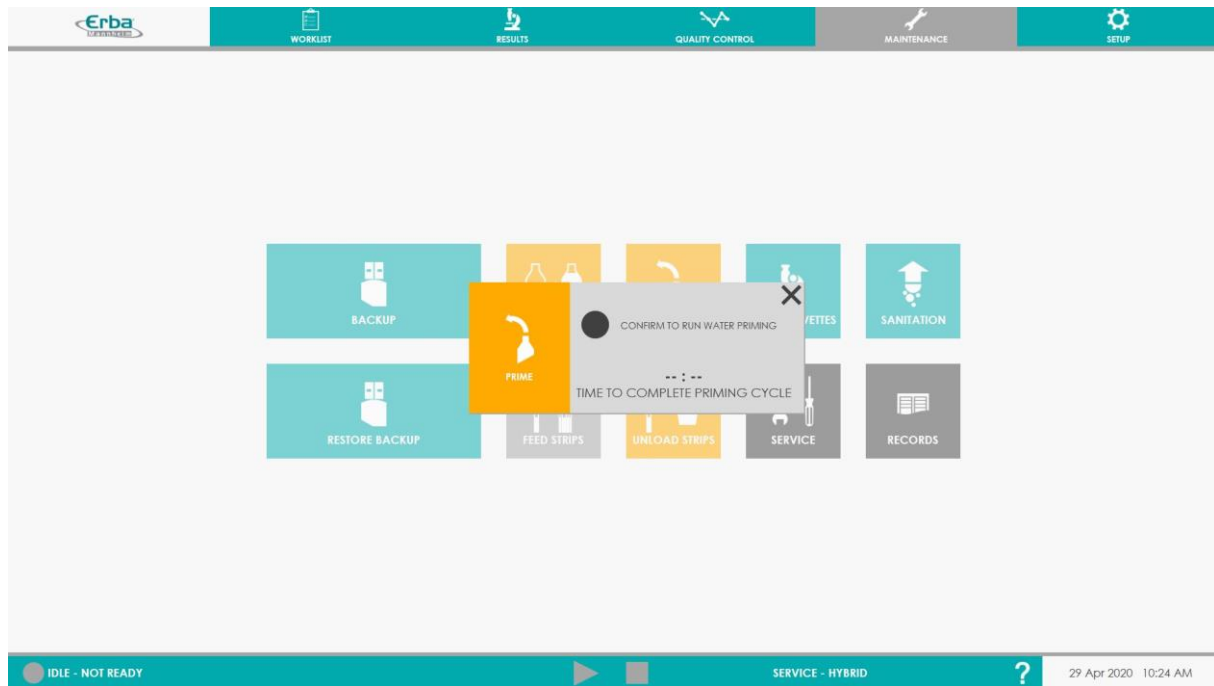 Erba
Mannheim
WORKLIST
RESULTS
QUALITY CONTROL
MAINTENANCE
SETUP
BACKUP
ETTES
SANITATION
PRIME
CONFIRM TO RUN WATER PRIMING
-- : --
TIME TO COMPLETE PRIMING CYCLE
RESTORE BACKUP
FEED STRIPS
UNLOAD STRIPS
SERVICE
RECORDS
IDLE - NOT READY
SERVICE - HYBRID
?
29 Apr 2020 10:24 AM